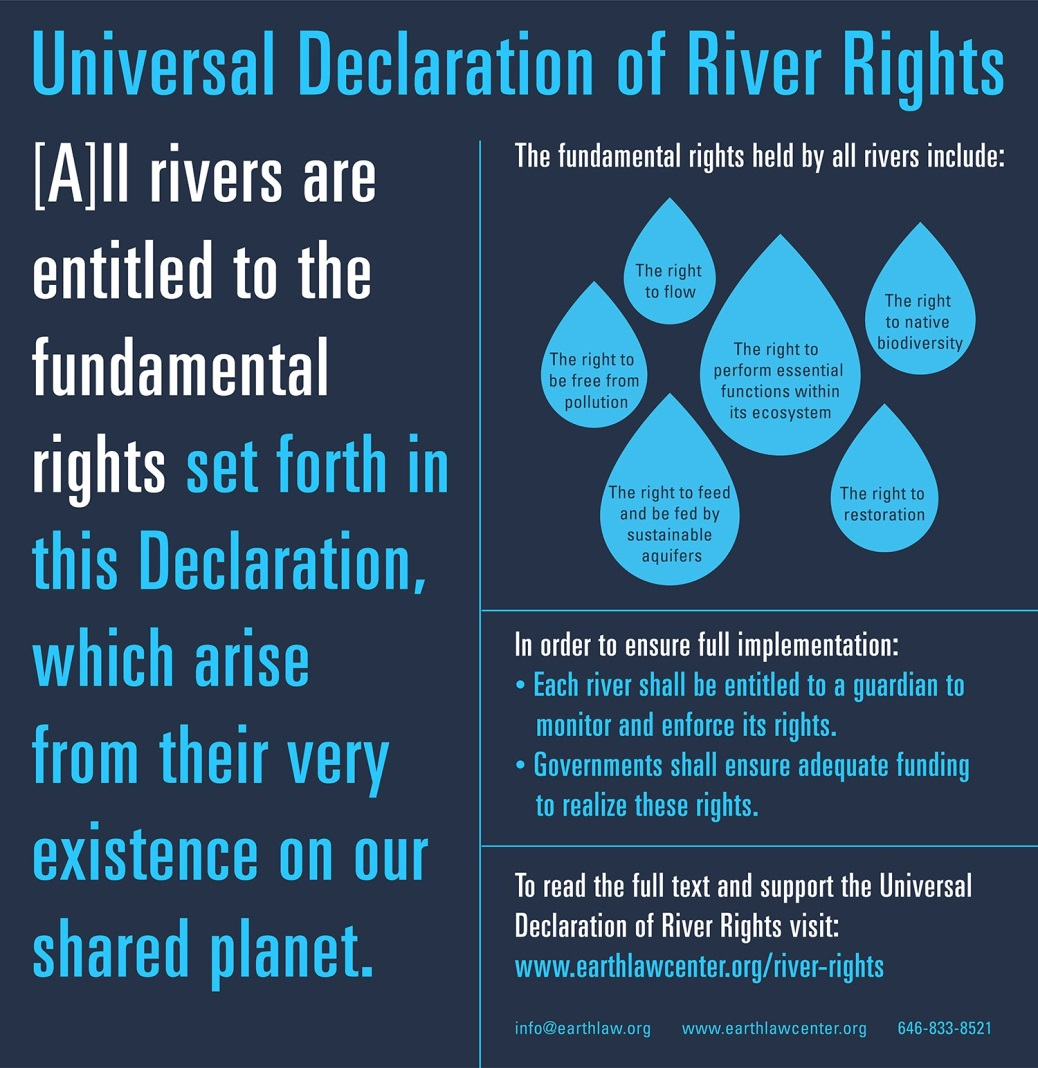 Universal Declaration of River Rights
[A]ll rivers are
entitled to the
fundamental
rights set forth in
this Declaration,
which arise
from their very
existence on our
shared planet.
The fundamental rights held by all rivers include:
The right
to flow
The right to
be free from
pollution
The right to
perform essential
functions within
its ecosystem
The right
to native
biodiversity
The right to feed
and be fed by
sustainable
aquifers
The right to
restoration
In order to ensure full implementation:
• Each river shall be entitled to a guardian to
monitor and enforce its rights.
• Governments shall ensure adequate funding
to realize these rights.
To read the full text and support the Universal
Declaration of River Rights visit:
www.earthlawcenter.org/river-rights
info@earthlaw.org www.earthlawcenter.org 646-833-8521